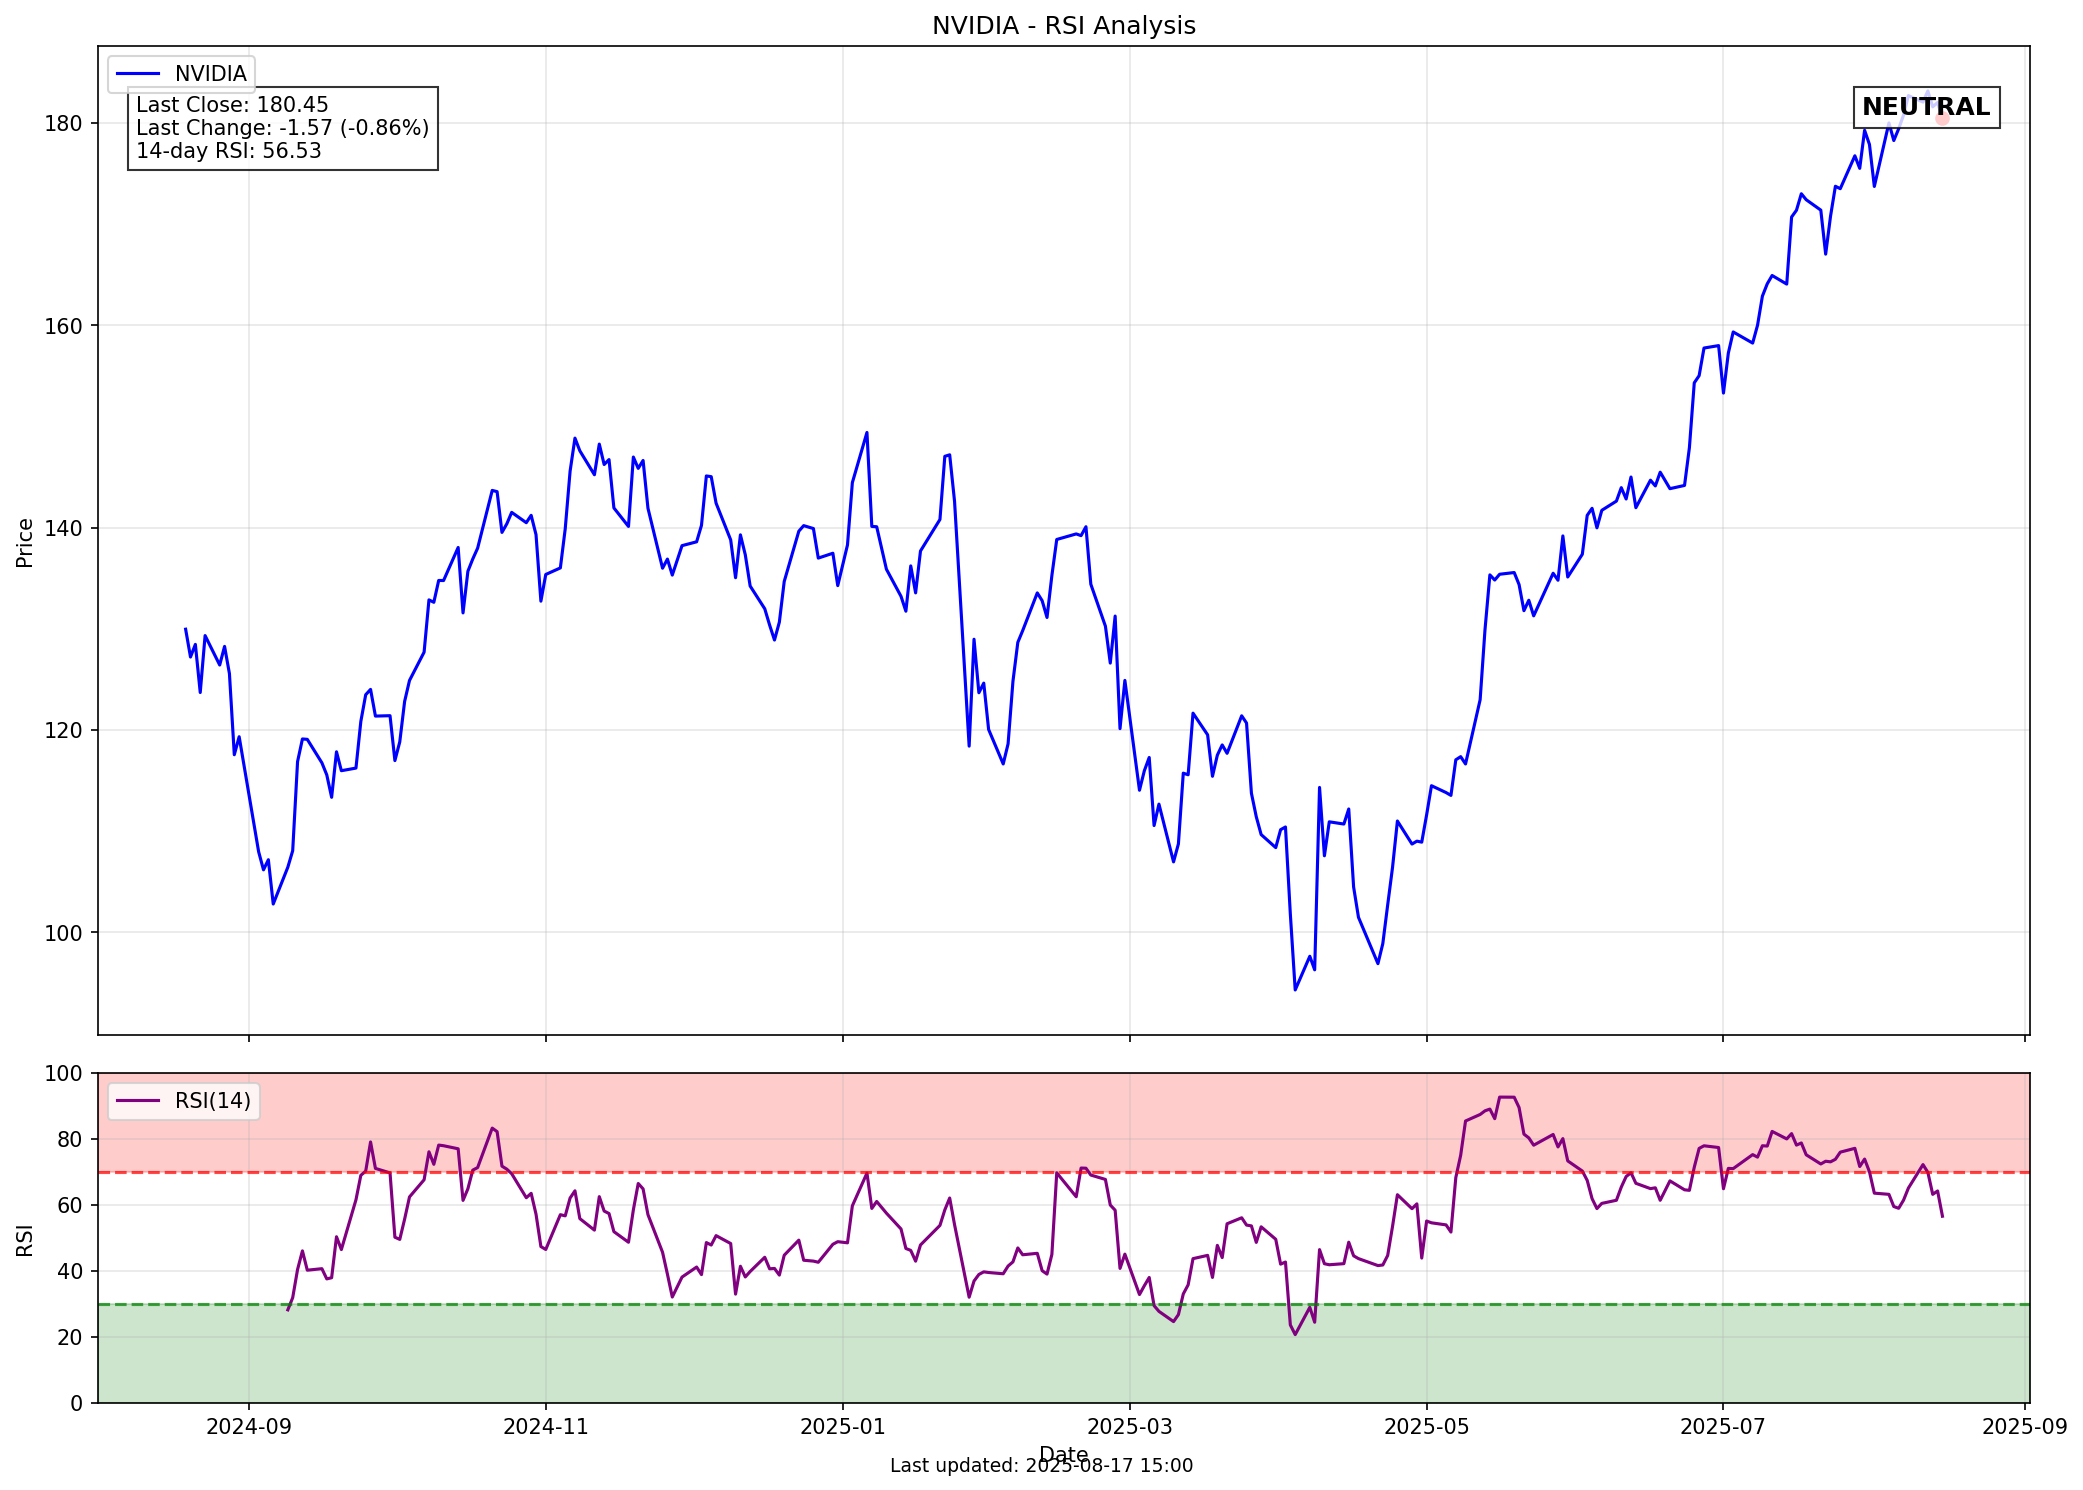 NVIDIA - RSI Analysis
NVIDIA
Last Close: 180.45
Last Change: -1.57 (-0.86%)
14-day RSI: 56.53
NEUTRAL
Price
180
160
140
120
100
RSI(14)
RSI
100
80
60
40
20
0
2024-09
2024-11
2025-01
2025-03
2025-05
2025-07
2025-09
Date
Last updated: 2025-08-17 15:00